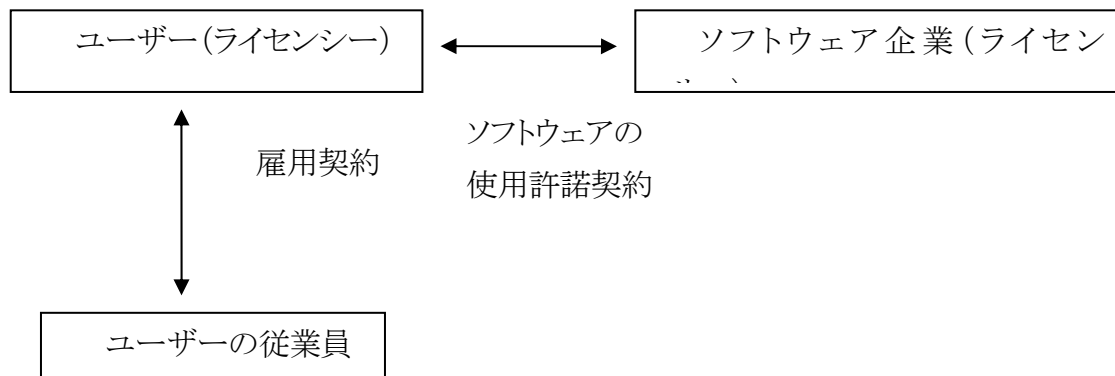 ユーザー(ライセンシー)
ソフトウェア企業(ライセン
雇用契約
ソフトウェアの
使用許諾契約
ユーザーの従業員